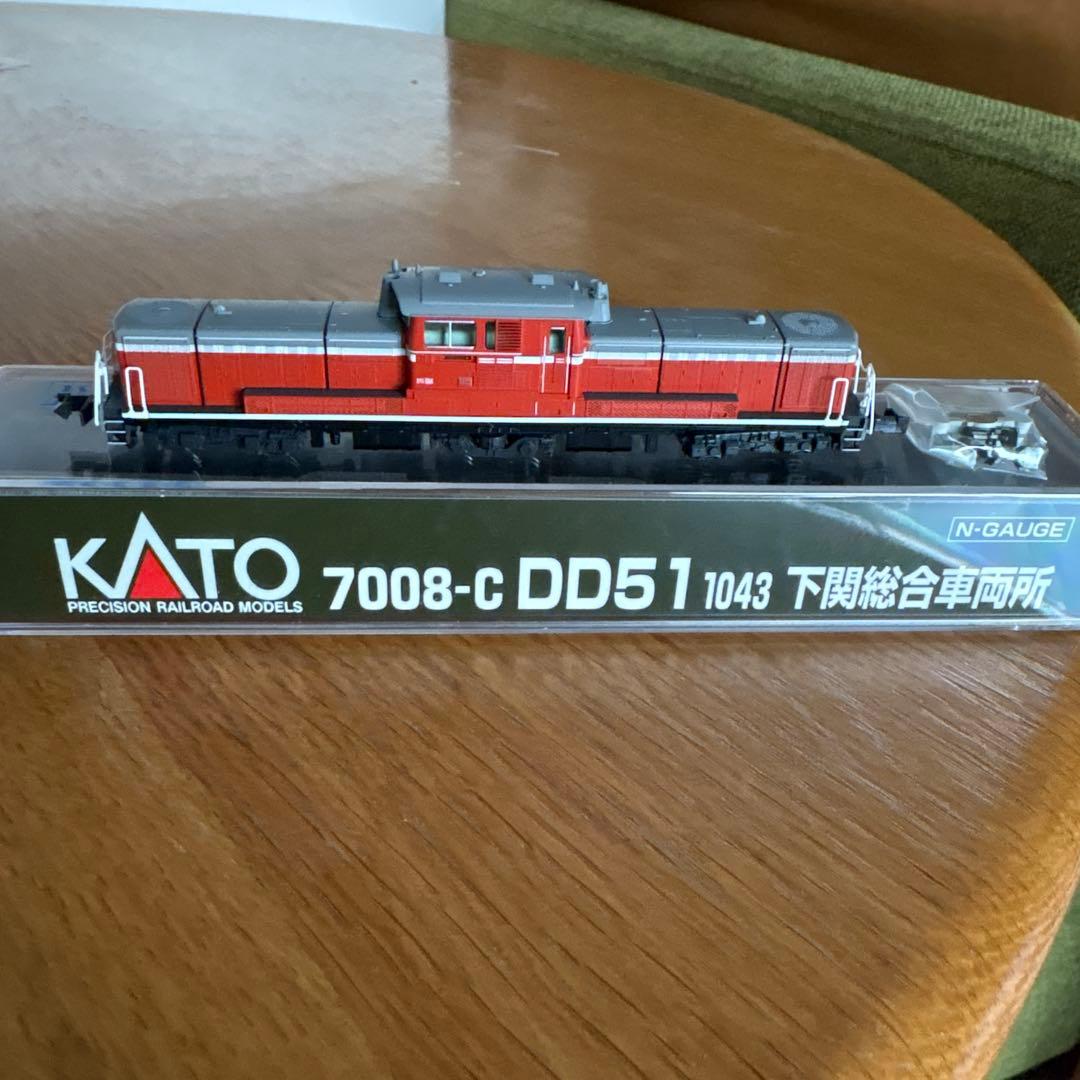 N-GAUGE
KATO 7008-C DD51 1043 下関総合車両所
PRECISION RAILROAD MODELS